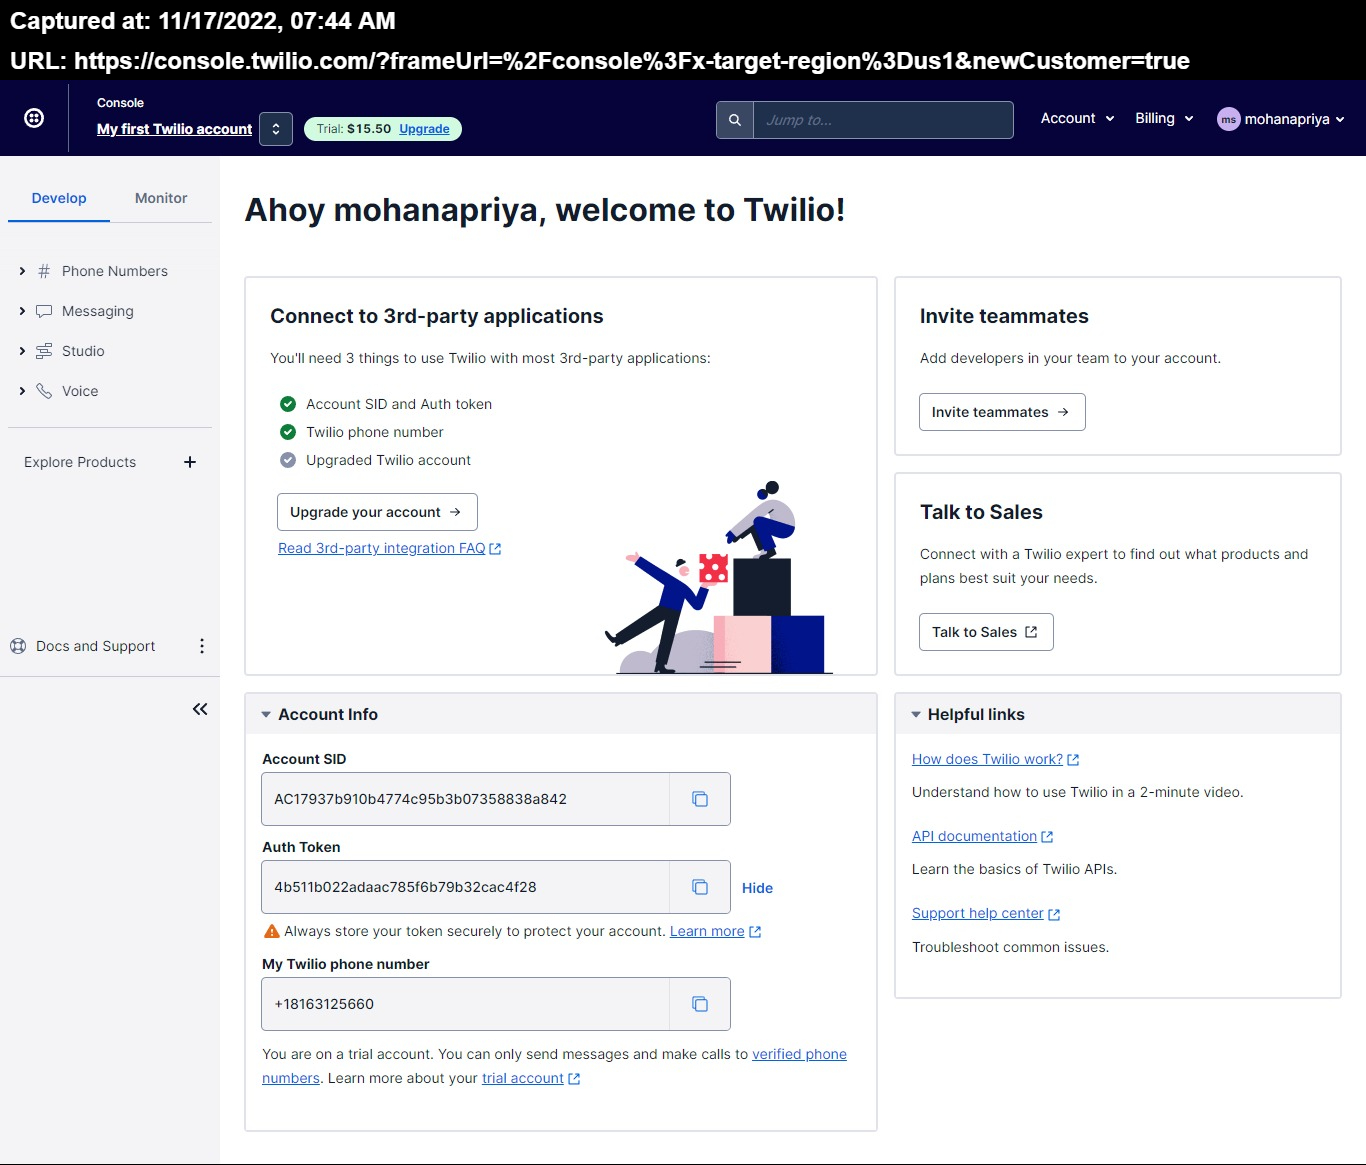 Captured at: 11/17/2022, 07:44 AM
URL: https://console.twilio.com/?frameUrl=%2Fconsole%3Fx-target-region%3Dus1&newCustomer=true
Console
My first Twilio account
Trial: $15.50 Upgrade
Jump to...
Account
Billing
ms mohanapriya
Develop
Monitor
# Phone Numbers
Messaging
Studio
Voice
Explore Products +
Docs and Support
Ahoy mohanapriya, welcome to Twilio!
Connect to 3rd-party applications
You'll need 3 things to use Twilio with most 3rd-party applications:
Account SID and Auth token
Twilio phone number
Upgraded Twilio account
Upgrade your account →
Read 3rd-party integration FAQ
Invite teammates
Add developers in your team to your account.
Invite teammates →
Talk to Sales
Connect with a Twilio expert to find out what products and
plans best suit your needs.
Talk to Sales
Account Info
Account SID
AC17937b910b4774c95b3b07358838a842
Auth Token
4b511b022adaac785f6b79b32cac4f28
Hide
Always store your token securely to protect your account. Learn more
My Twilio phone number
+18163125660
You are on a trial account. You can only send messages and make calls to verified phone
numbers. Learn more about your trial account
Helpful links
How does Twilio work?
Understand how to use Twilio in a 2-minute video.
API documentation
Learn the basics of Twilio APIs.
Support help center
Troubleshoot common issues.